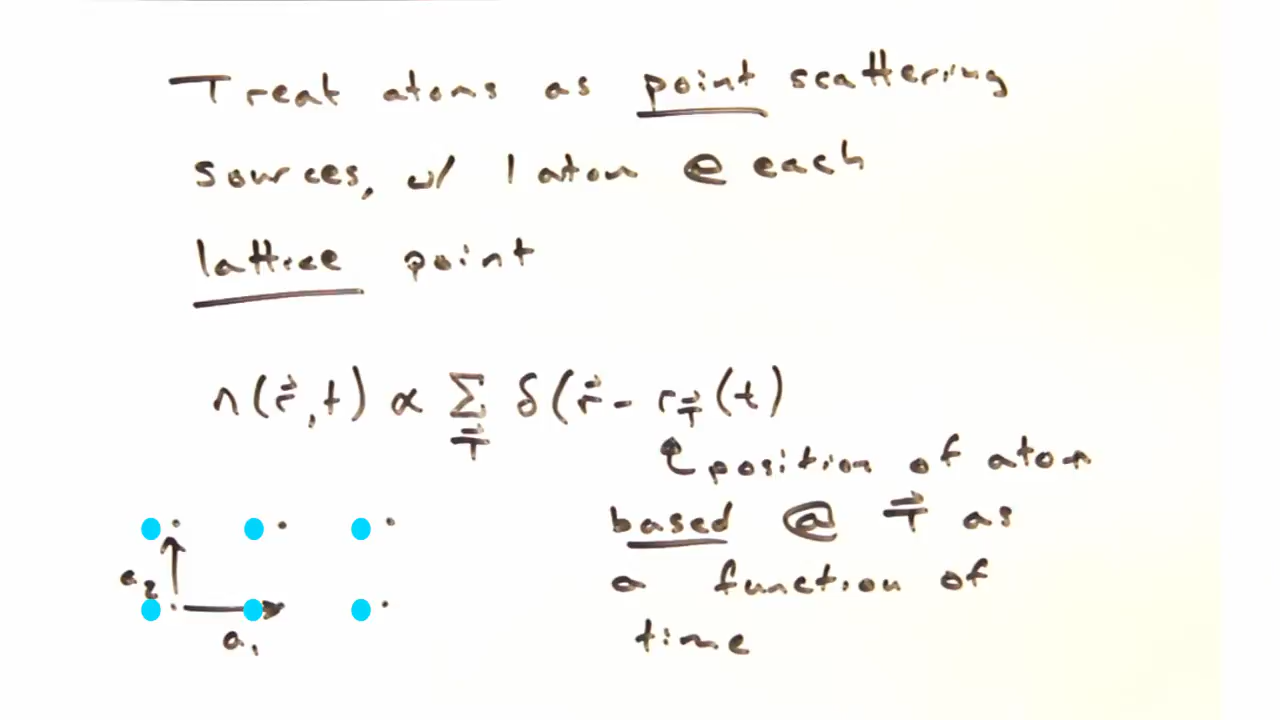 Treat atoms as point scattering
sources, w/ 1 atom @ each
lattice point
n(r⃗,t) ∝ Σ_T⃗ δ(r⃗ - r_T⃗(t)
position of atom
based @ T⃗ as
a function of
time
a₂
a₁